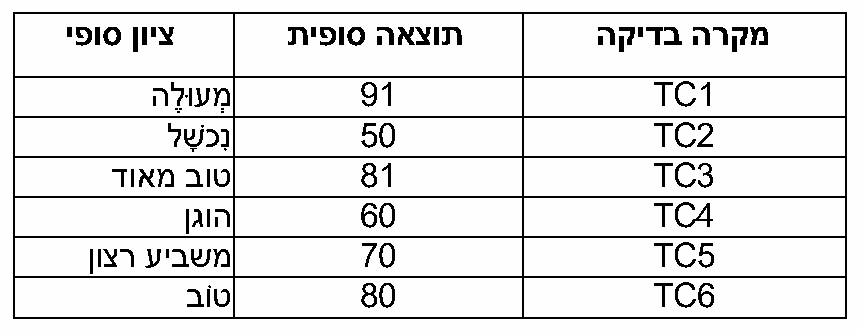 מקרה בדיקה תוצאה סופית ציון סופי
TC1 91 מְעוּלֶה
TC2 50 נִכשָׁל
TC3 81 טוב מאוד
TC4 60 הוגן
TC5 70 משביע רצון
TC6 80 טוֹב